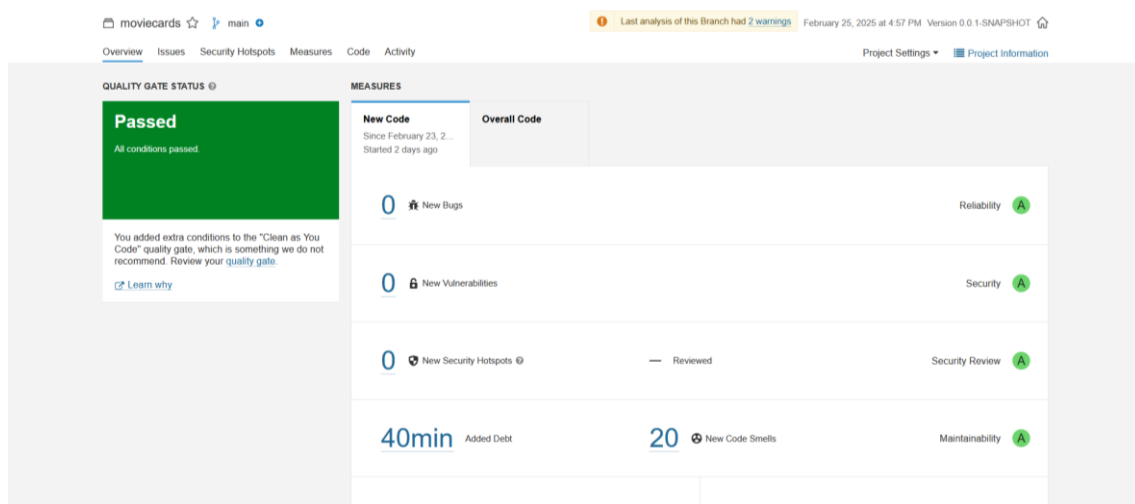 moviecards main Last analysis of this Branch had 2 warnings February 25, 2025 at 4:57 PM Version 0.0.1-SNAPSHOT
Overview Issues Security Hotspots Measures Code Activity Project Settings Project Information
QUALITY GATE STATUS
Passed
All conditions passed.
You added extra conditions to the "Clean as You
Code" quality gate, which is something we do not
recommend. Review your quality gate.
Learn why
MEASURES
New Code
Since February 23, 2...
Started 2 days ago
Overall Code
0 New Bugs Reliability A
0 New Vulnerabilities Security A
0 New Security Hotspots — Reviewed Security Review A
40min Added Debt 20 New Code Smells Maintainability A